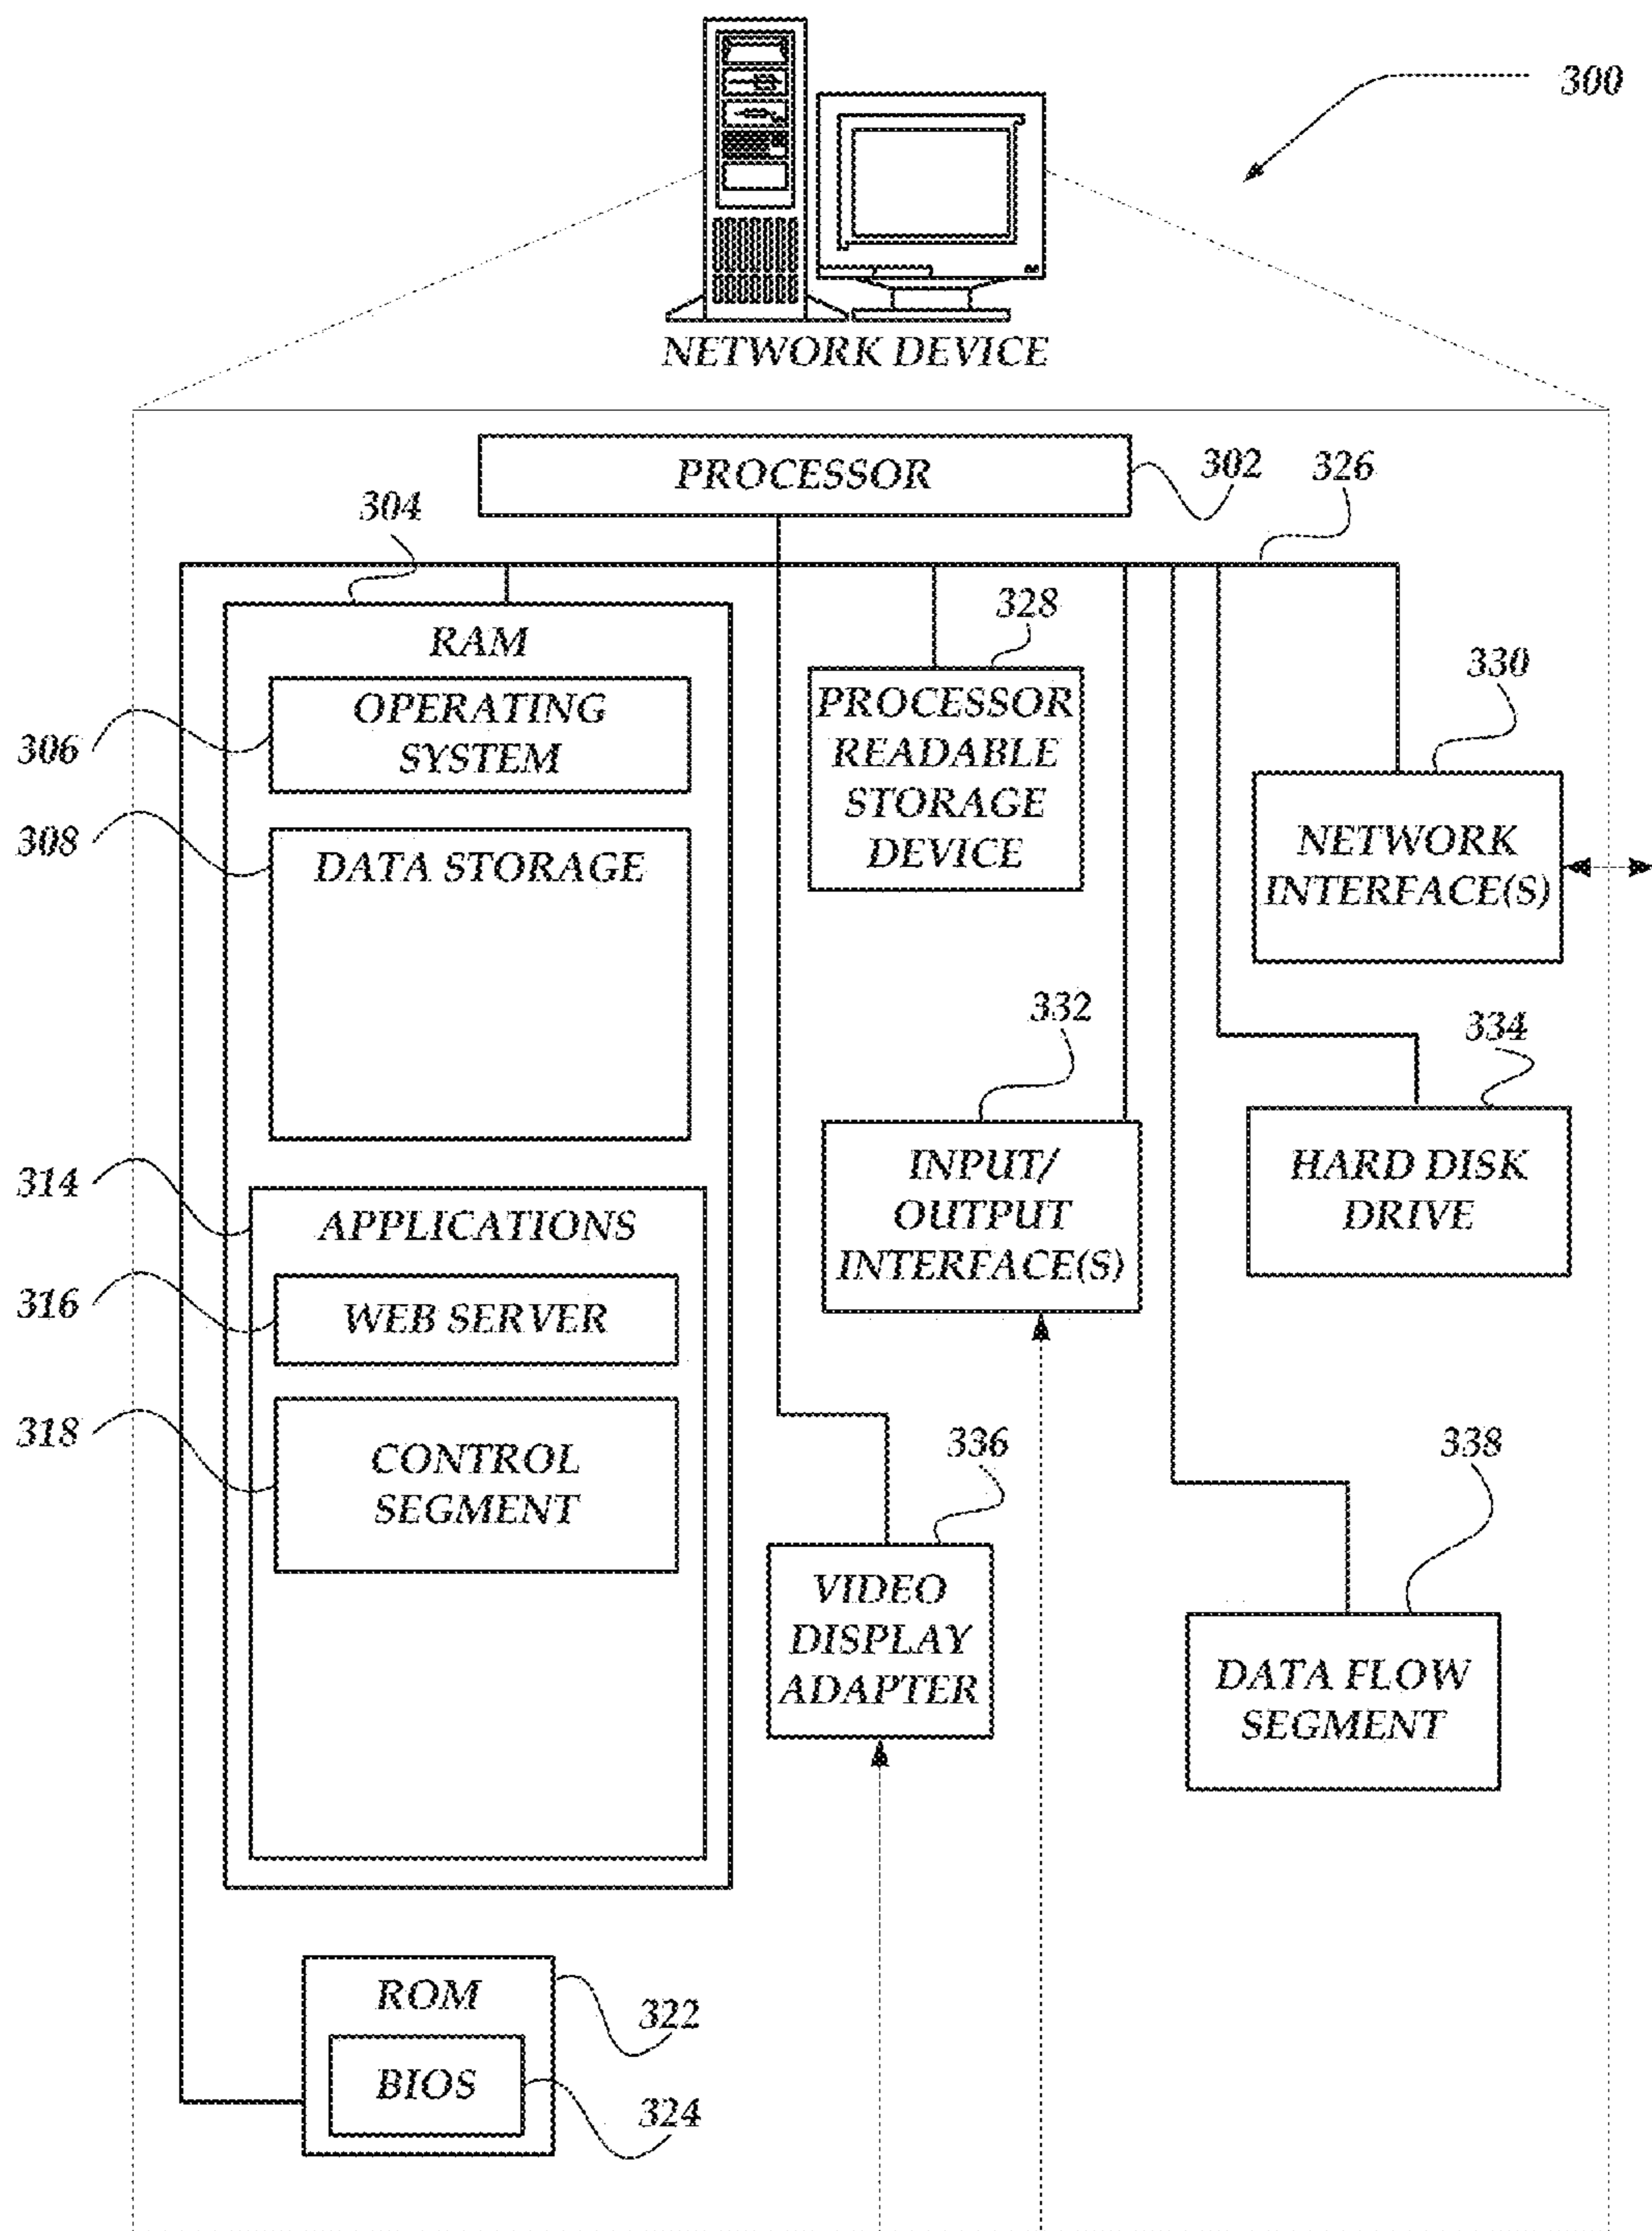 300
NETWORK DEVICE
PROCESSOR
302
326
304
RAM
328
330
306
OPERATING
SYSTEM
PROCESSOR
READABLE
STORAGE
DEVICE
308
DATA STORAGE
NETWORK
INTERFACE(S)
332
334
314
APPLICATIONS
INPUT/
OUTPUT
INTERFACE(S)
HARD DISK
DRIVE
316
WEB SERVER
318
CONTROL
SEGMENT
336
338
VIDEO
DISPLAY
ADAPTER
DATA FLOW
SEGMENT
ROM
322
BIOS
324